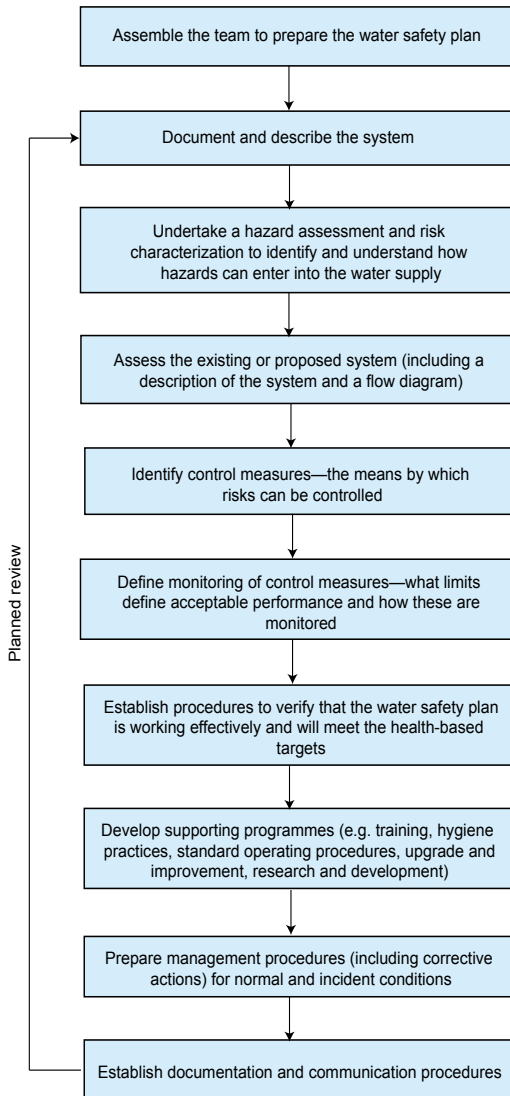 Assemble the team to prepare the water safety plan
Document and describe the system
Undertake a hazard assessment and risk
characterization to identify and understand how
hazards can enter into the water supply
Assess the existing or proposed system (including a
description of the system and a flow diagram)
Identify control measures—the means by which
risks can be controlled
Define monitoring of control measures—what limits
define acceptable performance and how these are
monitored
Establish procedures to verify that the water safety plan
is working effectively and will meet the health-based
targets
Develop supporting programmes (e.g. training, hygiene
practices, standard operating procedures, upgrade and
improvement, research and development)
Prepare management procedures (including corrective
actions) for normal and incident conditions
Establish documentation and communication procedures
Planned review